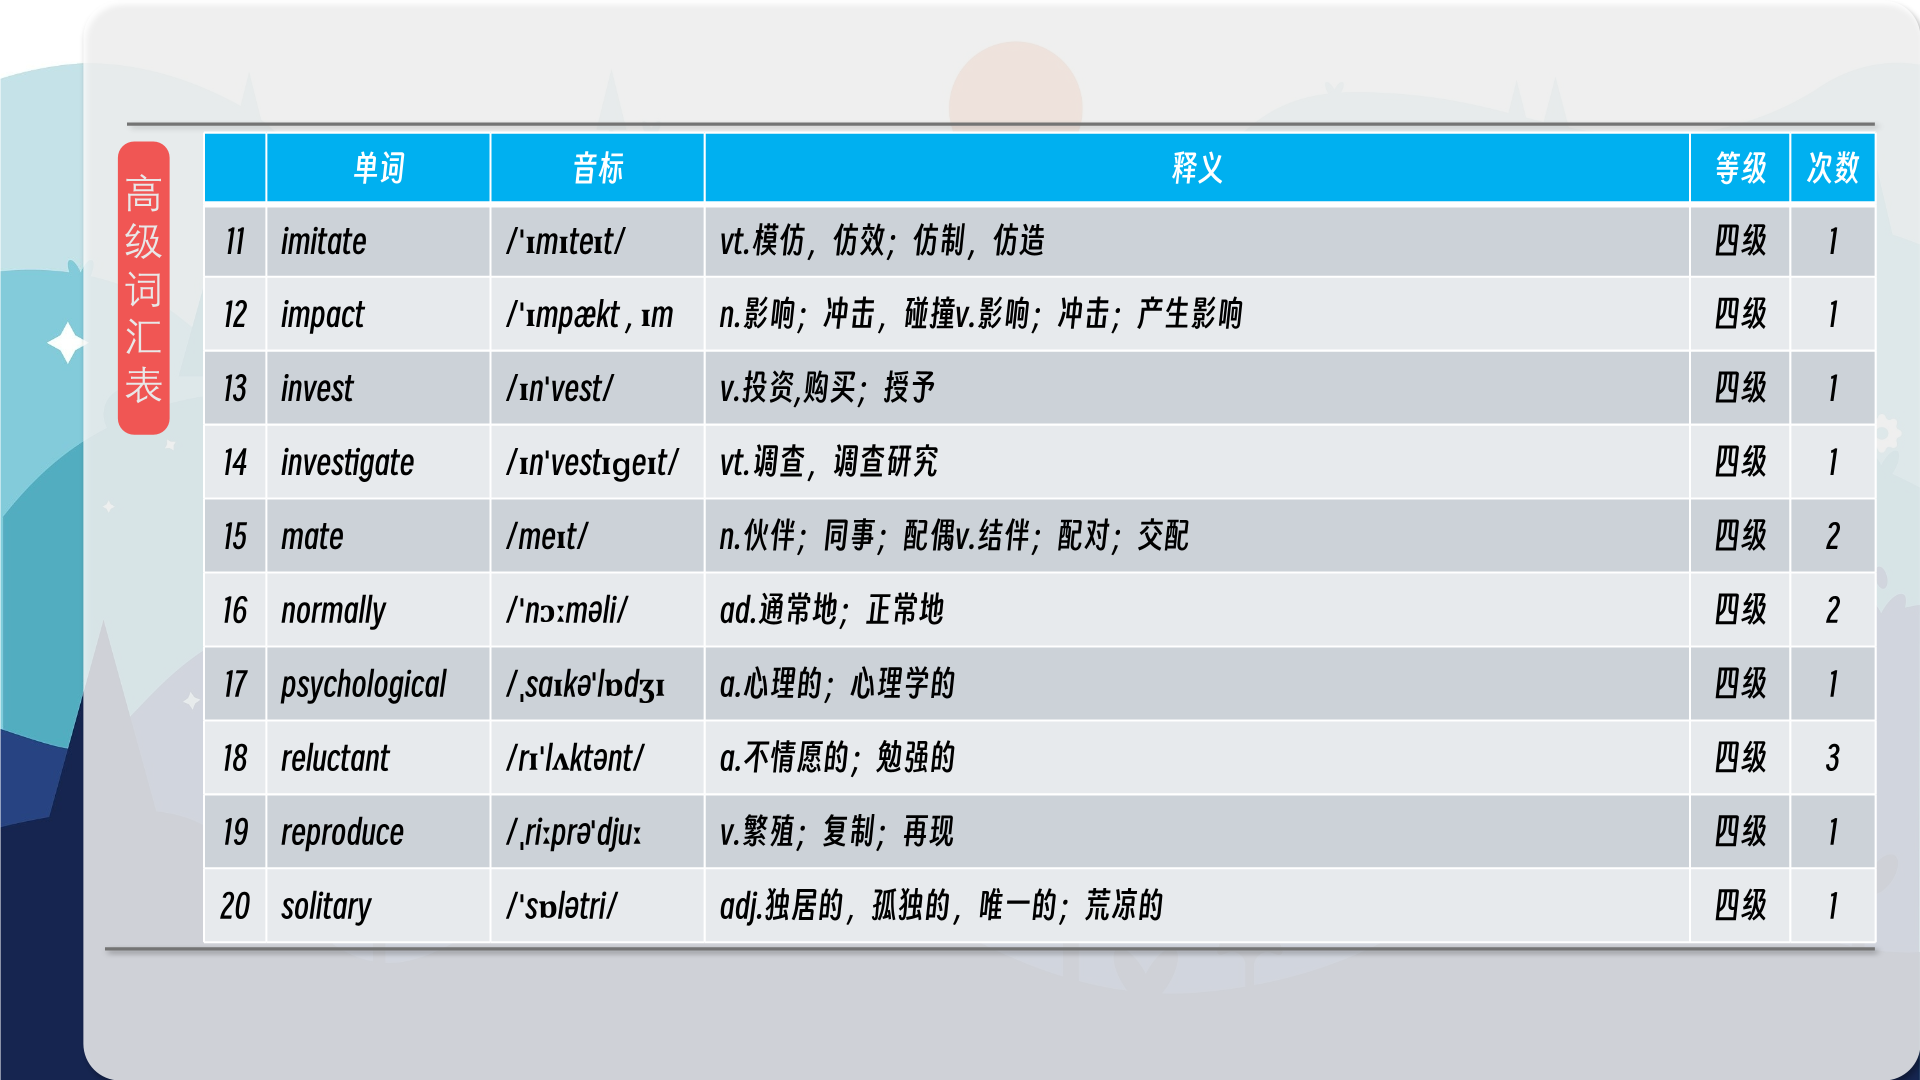 高级词汇表
单词 音标 释义 等级 次数
11 imitate /ˈɪmɪteɪt/ vt.模仿，仿效；仿制，仿造 四级 1
12 impact /ˈɪmpækt , ɪm n.影响；冲击，碰撞v.影响；冲击；产生影响 四级 1
13 invest /ɪnˈvest/ v.投资,购买；授予 四级 1
14 investigate /ɪnˈvestɪɡeɪt/ vt.调查，调查研究 四级 1
15 mate /meɪt/ n.伙伴；同事；配偶v.结伴；配对；交配 四级 2
16 normally /ˈnɔːməli/ ad.通常地；正常地 四级 2
17 psychological /ˌsaɪkəˈlɒdʒɪ a.心理的；心理学的 四级 1
18 reluctant /rɪˈlʌktənt/ a.不情愿的；勉强的 四级 3
19 reproduce /ˌriːprəˈdjuː v.繁殖；复制；再现 四级 1
20 solitary /ˈsɒlətri/ adj.独居的，孤独的，唯一的；荒凉的 四级 1